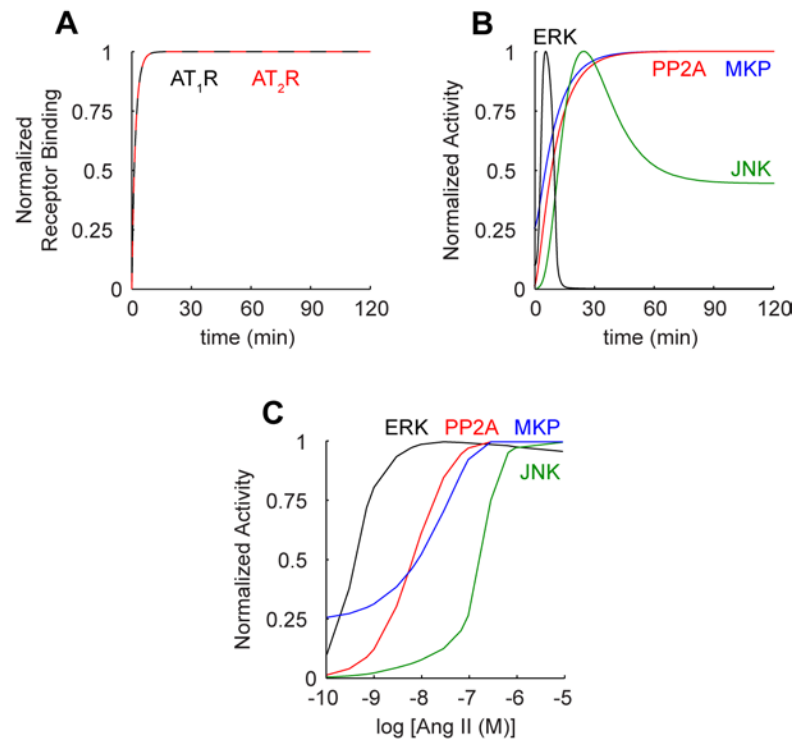 A
Normalized
Receptor Binding
1
0.75
0.5
0.25
0
AT₁R AT₂R
0 30 60 90 120
time (min)
B
Normalized Activity
1
0.75
0.5
0.25
0
ERK
PP2A MKP
JNK
0 30 60 90 120
time (min)
C
Normalized Activity
1
0.75
0.5
0.25
0
ERK PP2A MKP
JNK
-10 -9 -8 -7 -6 -5
log [Ang II (M)]